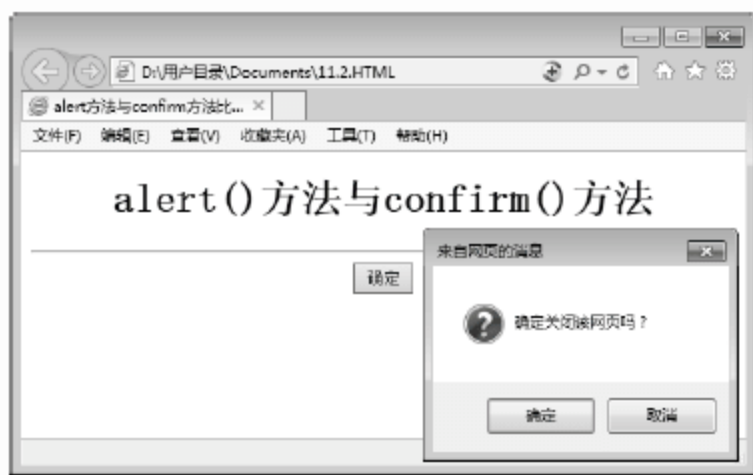 D:\用户目录\Documents\11.2.HTML
alert方法与confirm方法比...
文件(F) 编辑(E) 查看(V) 收藏夹(A) 工具(T) 帮助(H)
alert()方法与confirm()方法
确定
来自网页的消息
确定关闭该网页吗？
确定 取消